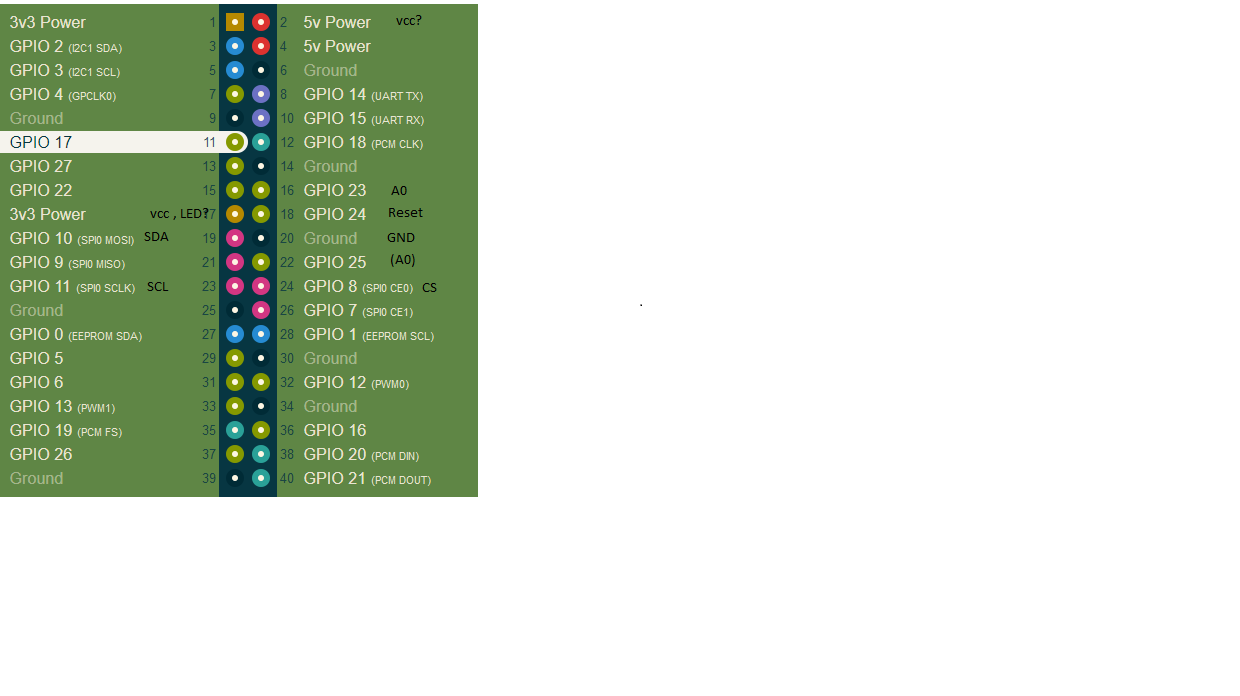 3v3 Power 1 2 5v Power vcc?
GPIO 2 (I2C1 SDA) 3 4 5v Power
GPIO 3 (I2C1 SCL) 5 6 Ground
GPIO 4 (GPCLK0) 7 8 GPIO 14 (UART TX)
Ground 9 10 GPIO 15 (UART RX)
GPIO 17 11 12 GPIO 18 (PCM CLK)
GPIO 27 13 14 Ground
GPIO 22 15 16 GPIO 23 A0
3v3 Power vcc , LED? 17 18 GPIO 24 Reset
GPIO 10 (SPI0 MOSI) SDA 19 20 Ground GND
GPIO 9 (SPI0 MISO) 21 22 GPIO 25 (A0)
GPIO 11 (SPI0 SCLK) SCL 23 24 GPIO 8 (SPI0 CE0) CS
Ground 25 26 GPIO 7 (SPI0 CE1)
GPIO 0 (EEPROM SDA) 27 28 GPIO 1 (EEPROM SCL)
GPIO 5 29 30 Ground
GPIO 6 31 32 GPIO 12 (PWM0)
GPIO 13 (PWM1) 33 34 Ground
GPIO 19 (PCM FS) 35 36 GPIO 16
GPIO 26 37 38 GPIO 20 (PCM DIN)
Ground 39 40 GPIO 21 (PCM DOUT)